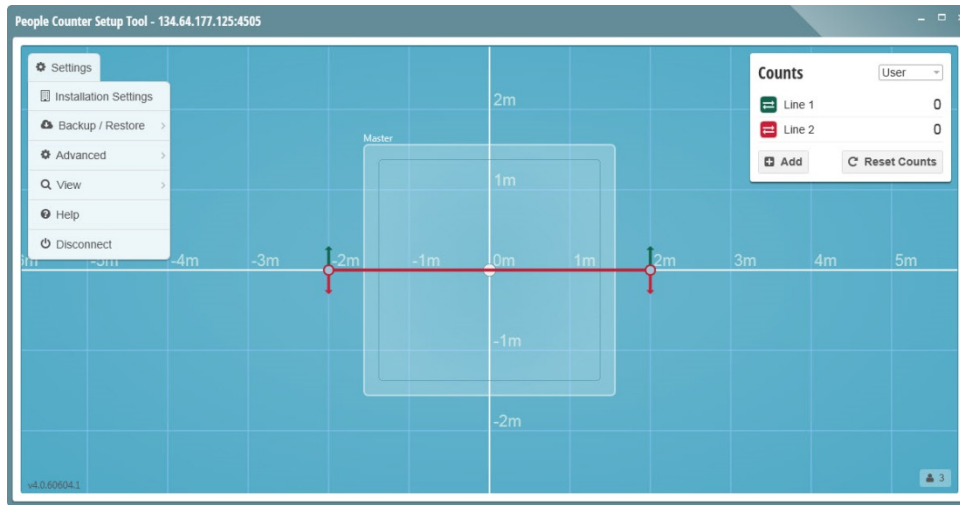 People Counter Setup Tool - 134.64.177.125:4505
Settings
Installation Settings
Backup / Restore
Advanced
View
Help
Disconnect
Counts
User
Line 1 0
Line 2 0
Add
Reset Counts
2m
Master
1m
-4m -3m -2m -1m 0m 1m 2m 3m 4m 5m
-1m
-2m
v4.0.60604.1
3